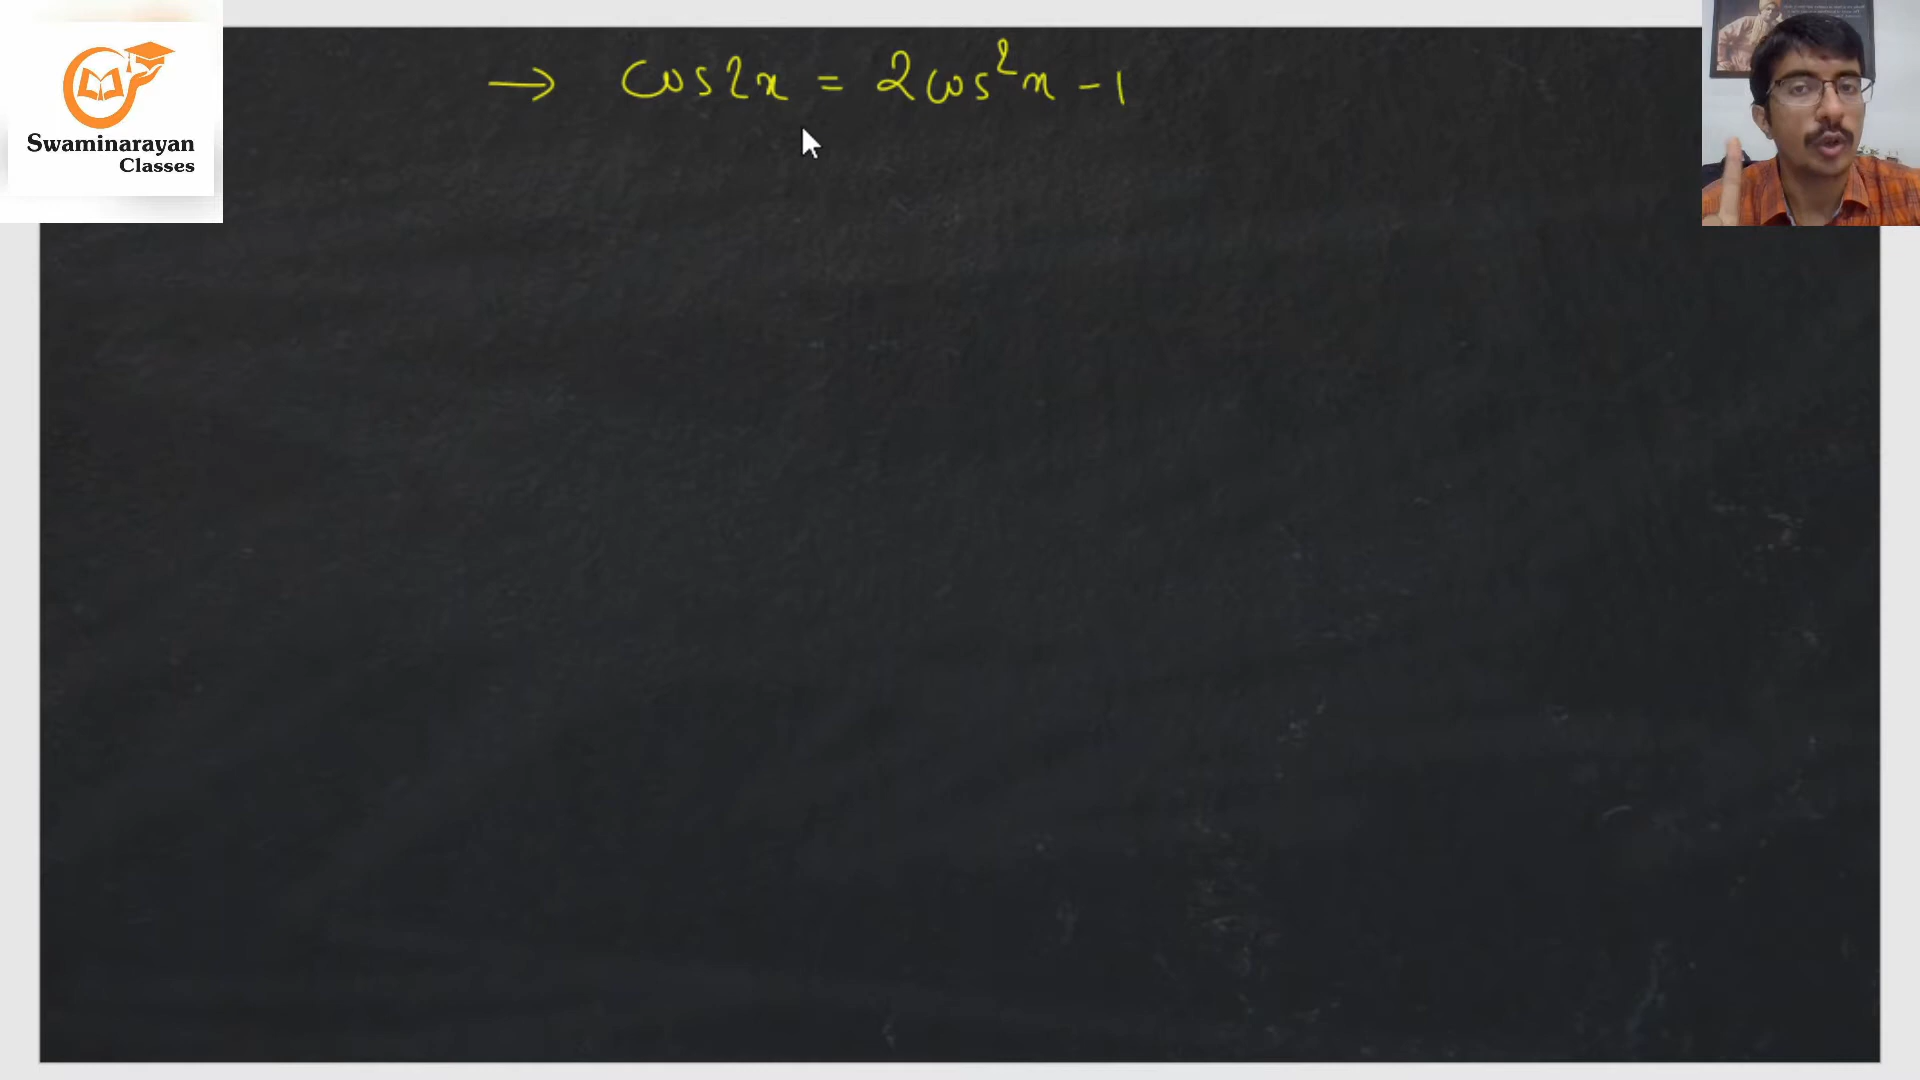 Swaminarayan
Classes
→ cos2x = 2cos²x - 1